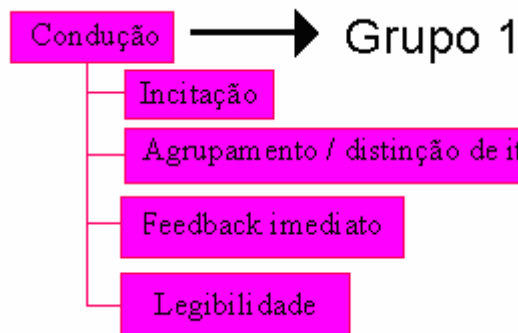 Condução
Grupo 1
Incitação
Agrupamento / distinção de
Feedback imediato
Legibilidade